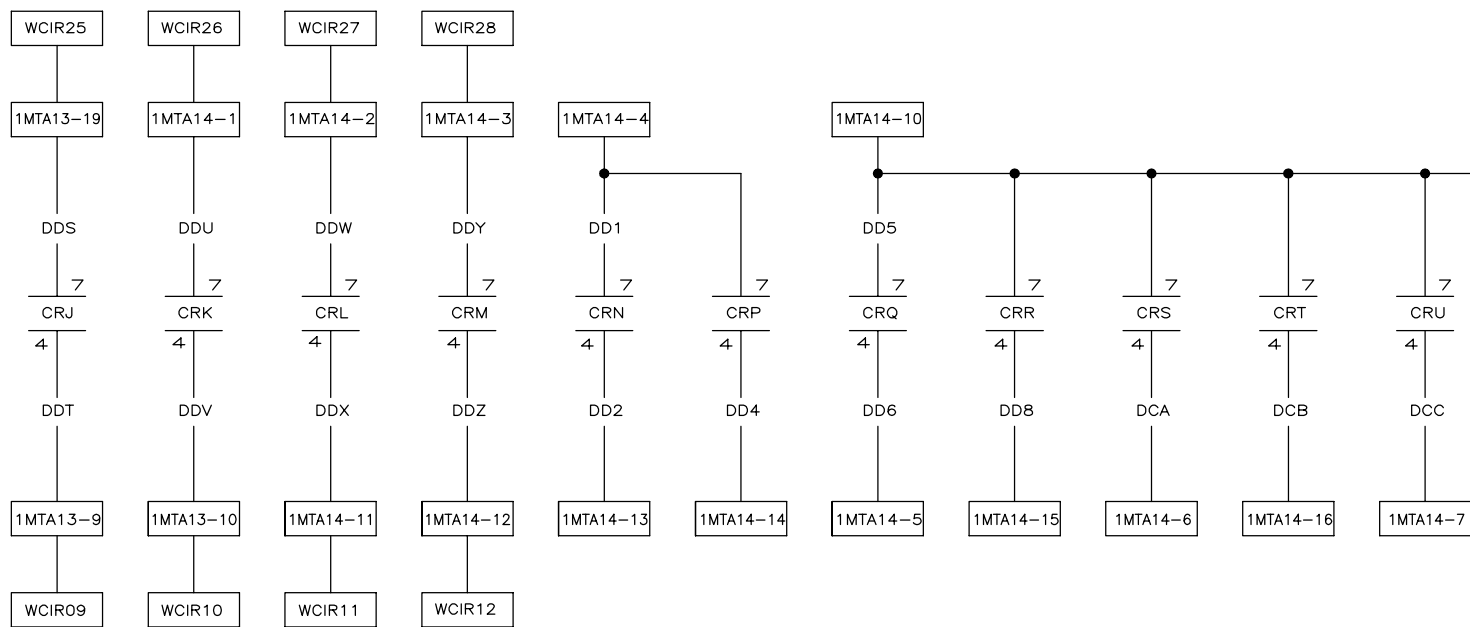 WCIR25 WCIR26 WCIR27 WCIR28
1MTA13-19 1MTA14-1 1MTA14-2 1MTA14-3 1MTA14-4 1MTA14-10
DDS DDU DDW DDY DD1 DD5
7 7 7 7 7 7 7 7 7 7 7
CRJ CRK CRL CRM CRN CRP CRQ CRR CRS CRT CRU
4 4 4 4 4 4 4 4 4 4 4
DDT DDV DDX DDZ DD2 DD4 DD6 DD8 DCA DCB DCC
1MTA13-9 1MTA13-10 1MTA14-11 1MTA14-12 1MTA14-13 1MTA14-14 1MTA14-5 1MTA14-15 1MTA14-6 1MTA14-16 1MTA14-7
WCIR09 WCIR10 WCIR11 WCIR12